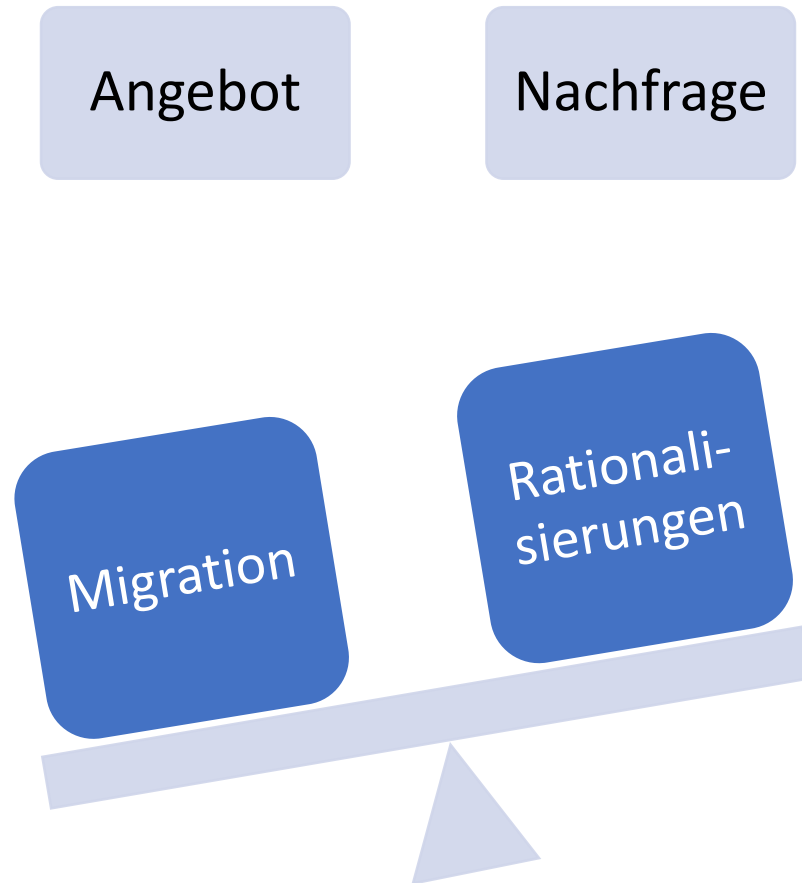 Angebot
Nachfrage
Migration
Rationali-
sierungen